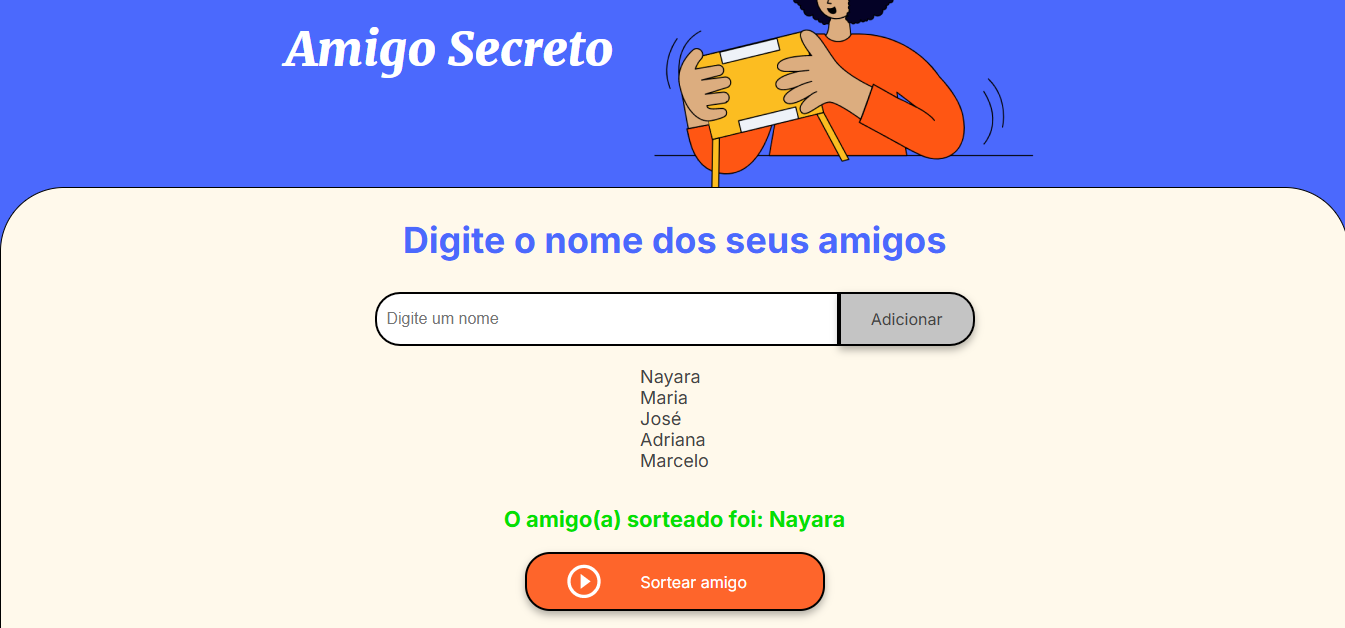 Amigo Secreto
Digite o nome dos seus amigos
Digite um nome
Adicionar
Nayara
Maria
José
Adriana
Marcelo
O amigo(a) sorteado foi: Nayara
Sortear amigo